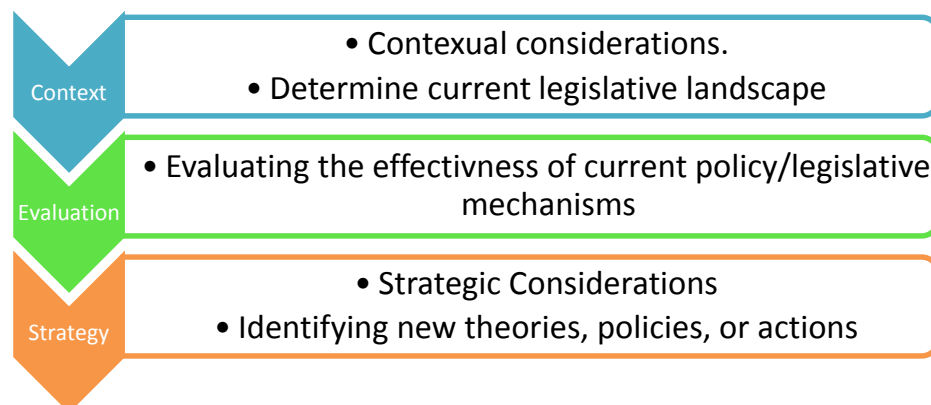 Context
• Contexual considerations.
• Determine current legislative landscape
Evaluation
• Evaluating the effectivness of current policy/legislative
mechanisms
Strategy
• Strategic Considerations
• Identifying new theories, policies, or actions